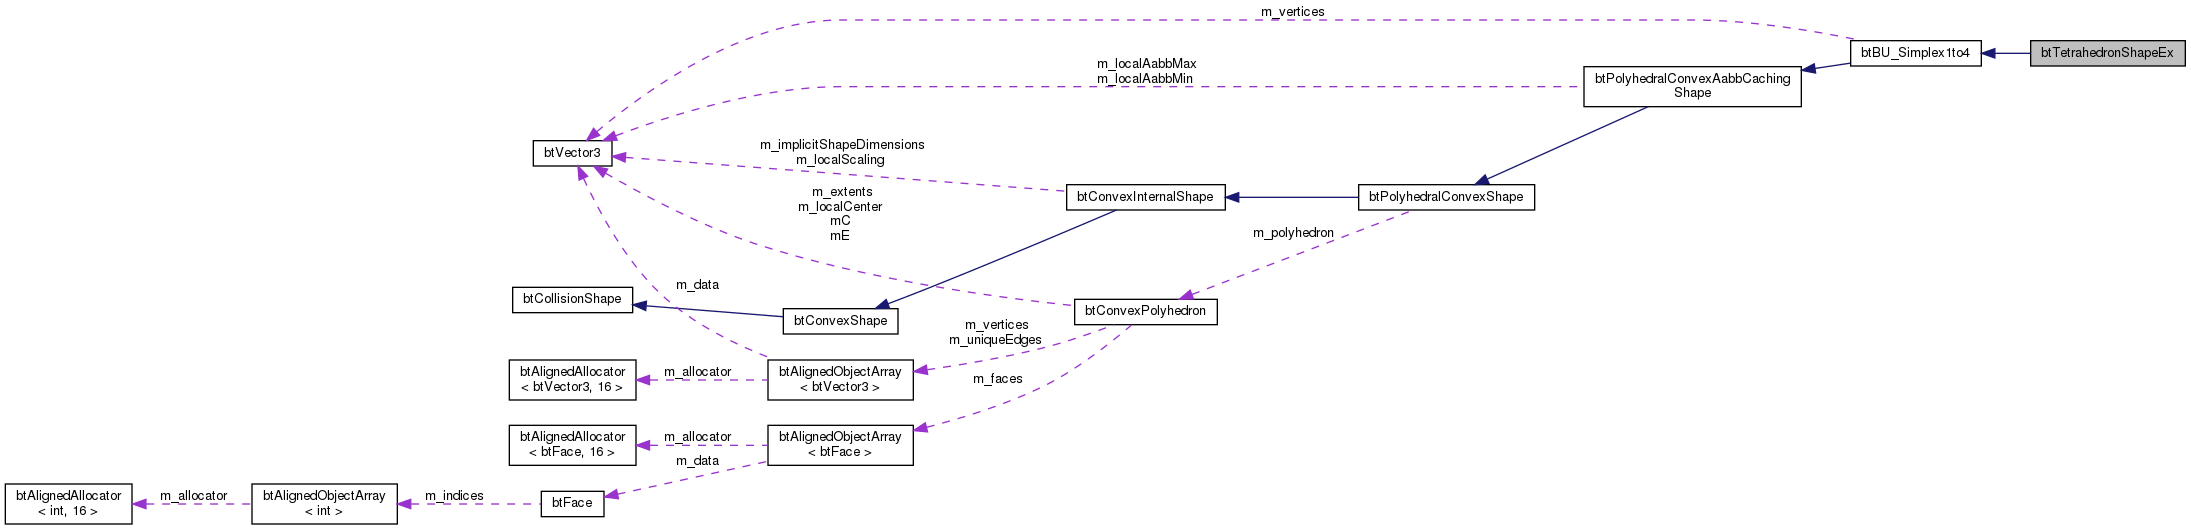 m_vertices
btBU_Simplex1to4
btTetrahedronShapeEx
m_localAabbMax
m_localAabbMin
btPolyhedralConvexAabbCaching
Shape
btVector3
m_implicitShapeDimensions
m_localScaling
m_extents
m_localCenter
mC
mE
btConvexInternalShape
btPolyhedralConvexShape
m_polyhedron
m_data
btCollisionShape
btConvexShape
btConvexPolyhedron
m_vertices
m_uniqueEdges
btAlignedAllocator
< btVector3, 16 >
m_allocator
btAlignedObjectArray
< btVector3 >
m_faces
btAlignedAllocator
< btFace, 16 >
m_allocator
btAlignedObjectArray
< btFace >
m_data
btAlignedAllocator
< int, 16 >
m_allocator
btAlignedObjectArray
< int >
m_indices
btFace